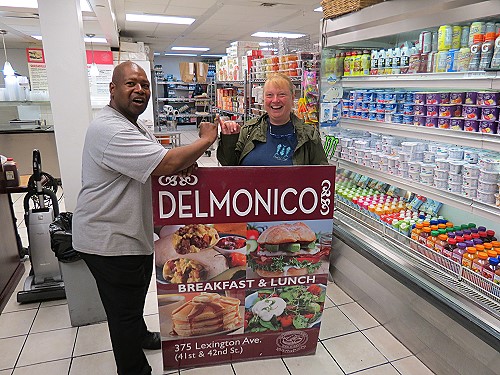 DELMONICO
BREAKFAST & LUNCH
375 Lexington Ave.
(41st & 42nd St.)